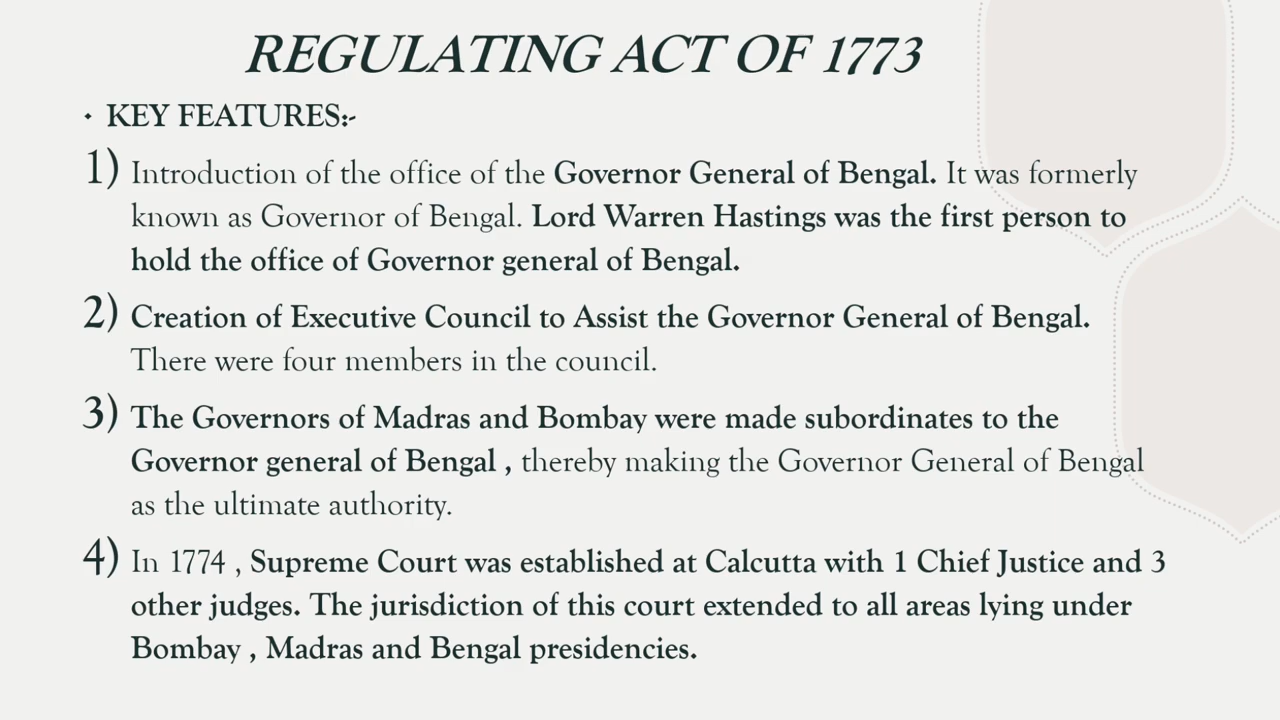 REGULATING ACT OF 1773
• KEY FEATURES:-
1) Introduction of the office of the Governor General of Bengal. It was formerly
known as Governor of Bengal. Lord Warren Hastings was the first person to
hold the office of Governor general of Bengal.
2) Creation of Executive Council to Assist the Governor General of Bengal.
There were four members in the council.
3) The Governors of Madras and Bombay were made subordinates to the
Governor general of Bengal , thereby making the Governor General of Bengal
as the ultimate authority.
4) In 1774 , Supreme Court was established at Calcutta with 1 Chief Justice and 3
other judges. The jurisdiction of this court extended to all areas lying under
Bombay , Madras and Bengal presidencies.